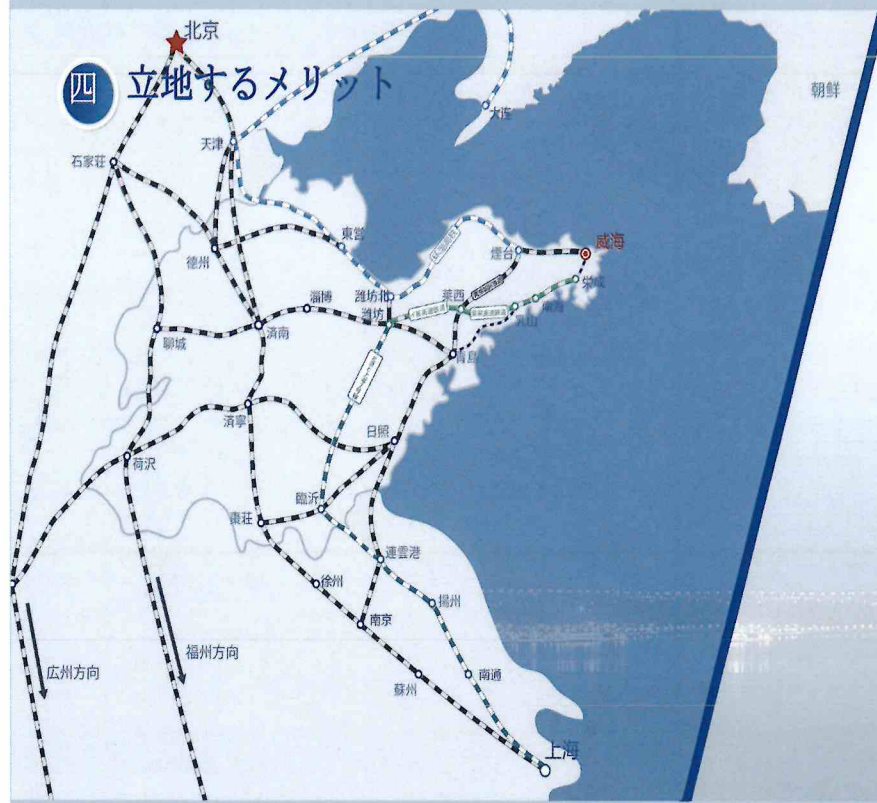 北京
四 立地するメリット
朝鮮
大连
天津
石家荘
東営
煙台
威海
徳州
栄成
淄博
潍坊北
莱西
潍坊
済南
乳山
聊城
青島
済寧
日照
荷沢
臨浜
棗荘
連雲港
徐州
揚州
南京
福州方向
広州方向
南通
蘇州
上海